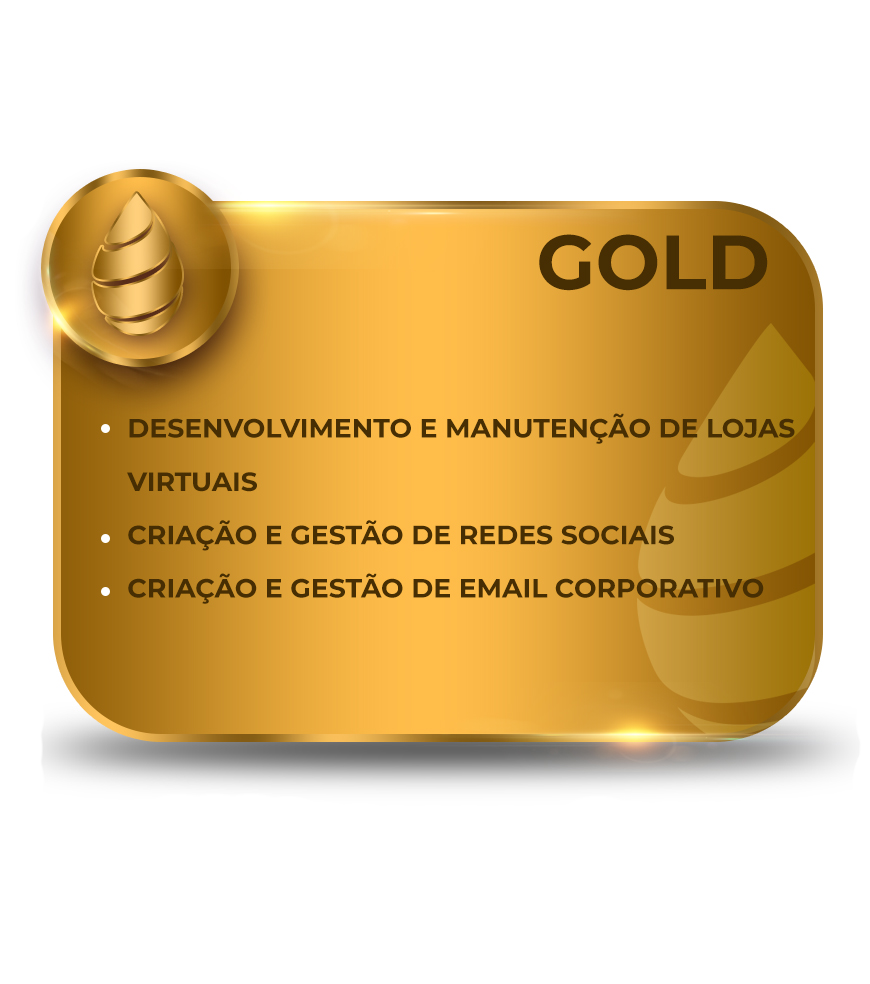 GOLD
• DESENVOLVIMENTO E MANUTENÇÃO DE LOJAS
VIRTUAIS
• CRIAÇÃO E GESTÃO DE REDES SOCIAIS
• CRIAÇÃO E GESTÃO DE EMAIL CORPORATIVO